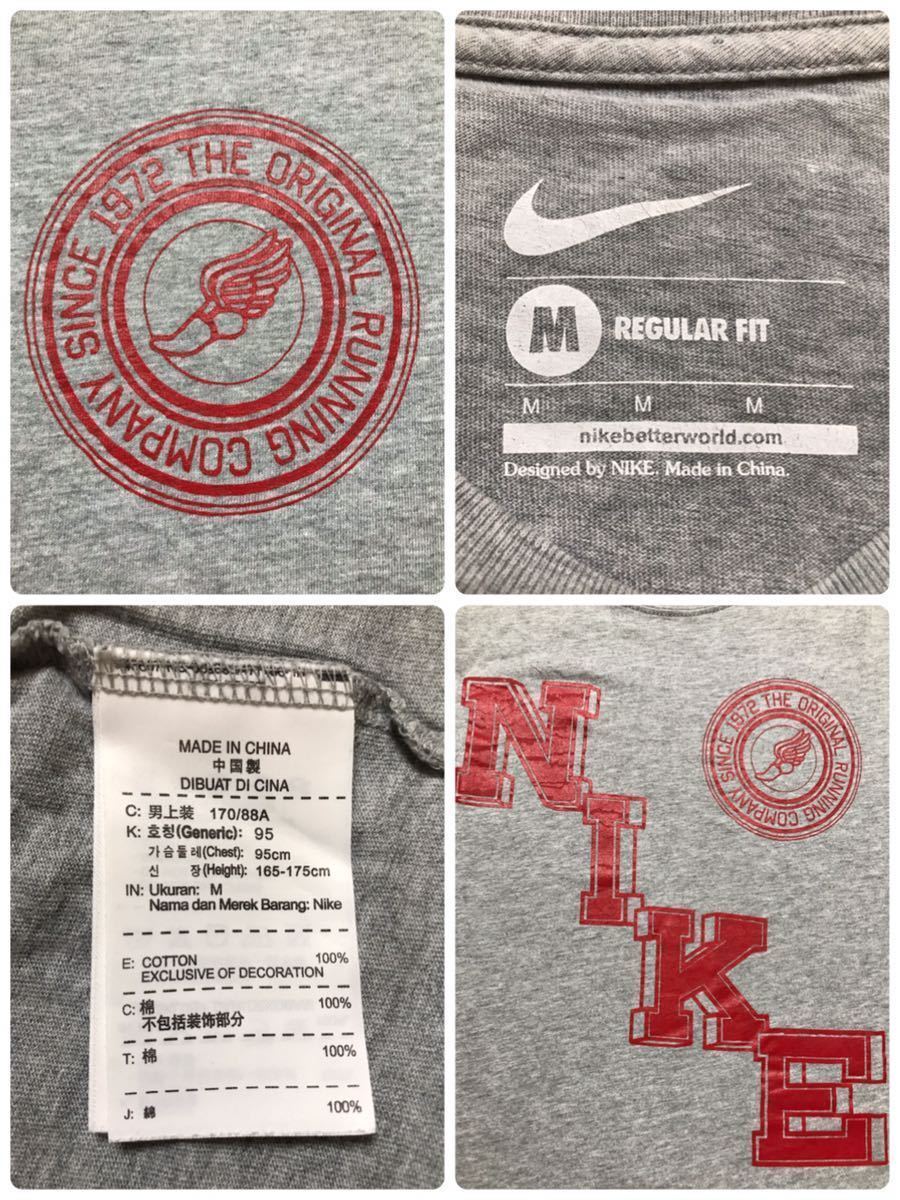 SINCE 1972 THE ORIGINAL RUNNING COMPANY
M REGULAR FIT
M M M
nikebetterworld.com
Designed by NIKE. Made in China.
MADE IN CHINA
中国製
DIBUAT DI CINA
C: 男上装 170/88A
K: 호칭(Generic): 95
가슴둘레(Chest): 95cm
신 장(Height): 165-175cm
IN: Ukuran: M
Nama dan Merek Barang: Nike
E: COTTON 100%
EXCLUSIVE OF DECORATION
C: 棉 100%
不包括装饰部分
T: 棉 100%
J: 綿 100%
SINCE 1972 THE ORIGINAL RUNNING COMPANY
NIKE